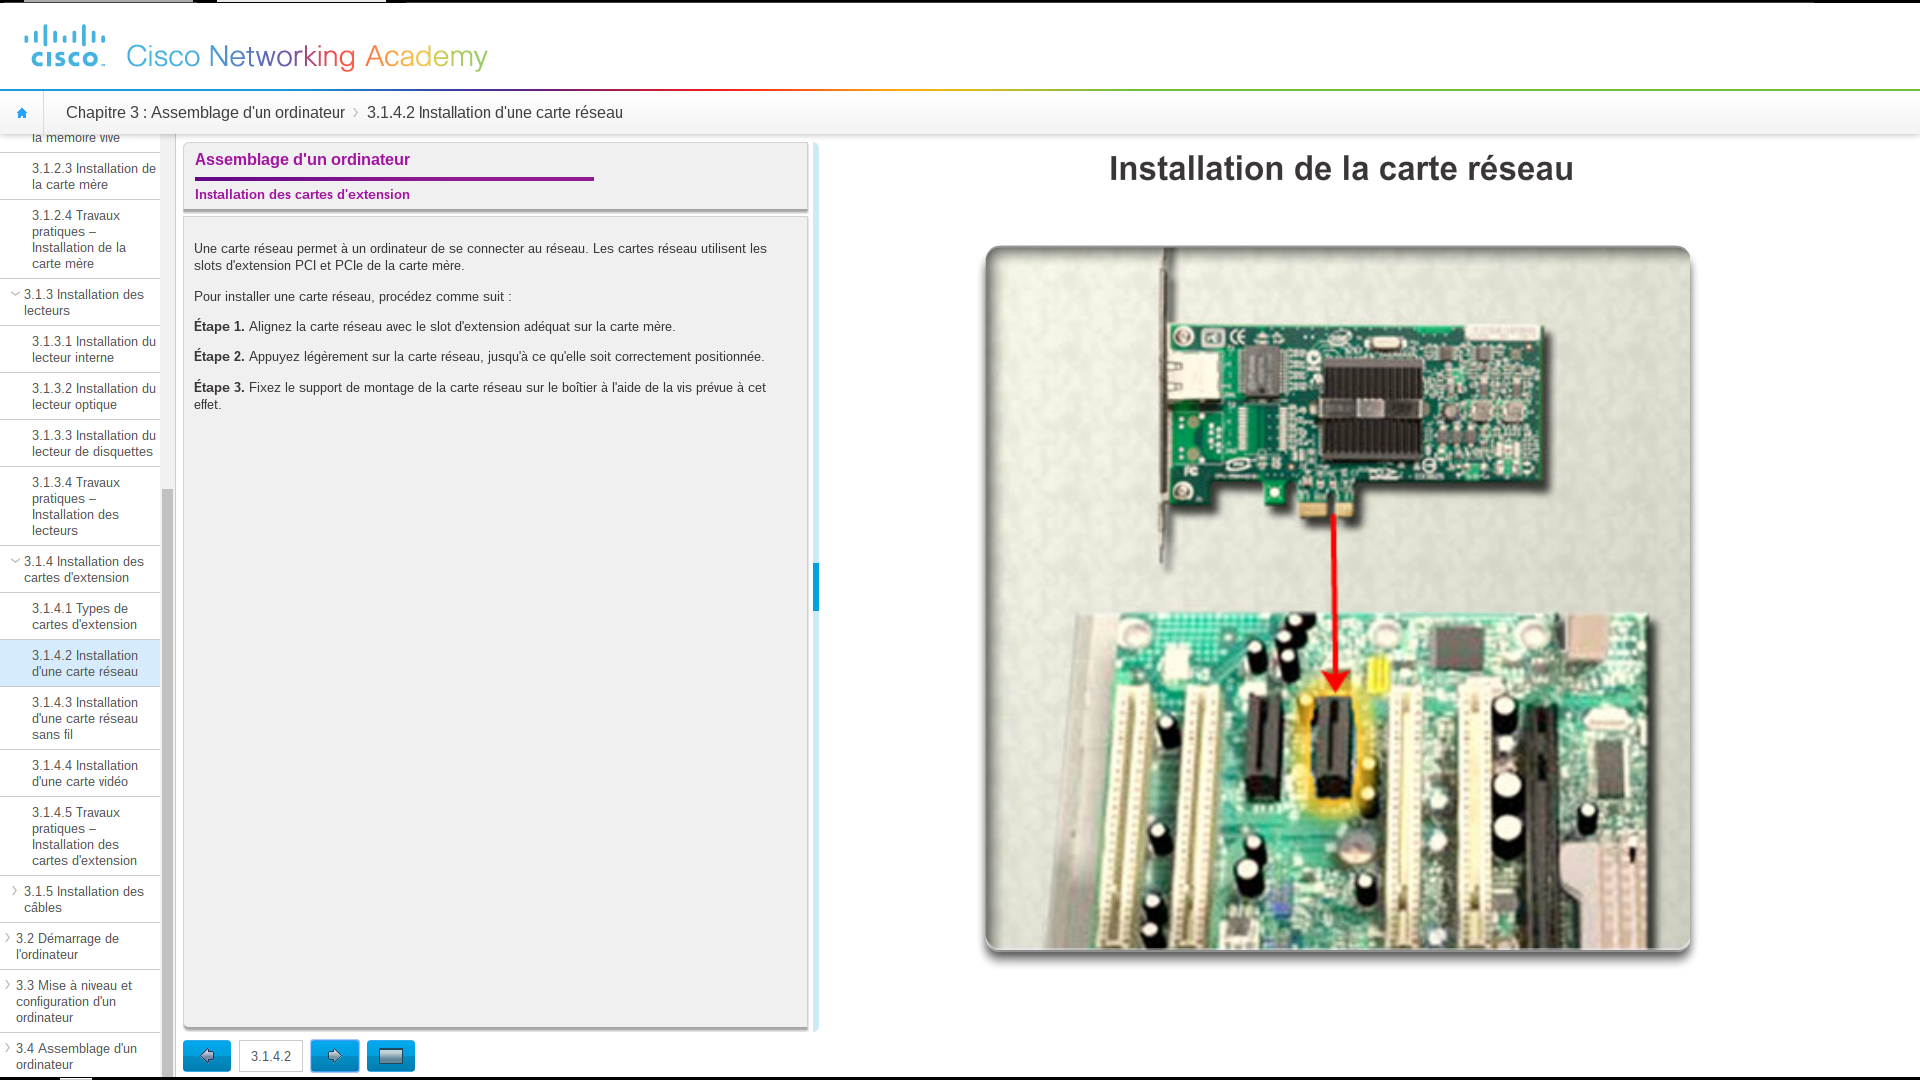 cisco
Cisco Networking Academy
Chapitre 3 : Assemblage d'un ordinateur
3.1.4.2 Installation d'une carte réseau
la mémoire vive
3.1.2.3 Installation de
la carte mère
3.1.2.4 Travaux
pratiques –
Installation de la
carte mère
3.1.3 Installation des
lecteurs
3.1.3.1 Installation du
lecteur interne
3.1.3.2 Installation du
lecteur optique
3.1.3.3 Installation du
lecteur de disquettes
3.1.3.4 Travaux
pratiques –
Installation des
lecteurs
3.1.4 Installation des
cartes d'extension
3.1.4.1 Types de
cartes d'extension
3.1.4.2 Installation
d'une carte réseau
3.1.4.3 Installation
d'une carte réseau
sans fil
3.1.4.4 Installation
d'une carte vidéo
3.1.4.5 Travaux
pratiques –
Installation des
cartes d'extension
3.1.5 Installation des
câbles
3.2 Démarrage de
l'ordinateur
3.3 Mise à niveau et
configuration d'un
ordinateur
3.4 Assemblage d'un
ordinateur
Assemblage d'un ordinateur
Installation des cartes d'extension
Une carte réseau permet à un ordinateur de se connecter au réseau. Les cartes réseau utilisent les
slots d'extension PCI et PCIe de la carte mère.
Pour installer une carte réseau, procédez comme suit :
Étape 1. Alignez la carte réseau avec le slot d'extension adéquat sur la carte mère.
Étape 2. Appuyez légèrement sur la carte réseau, jusqu'à ce qu'elle soit correctement positionnée.
Étape 3. Fixez le support de montage de la carte réseau sur le boîtier à l'aide de la vis prévue à cet
effet.
3.1.4.2
Installation de la carte réseau